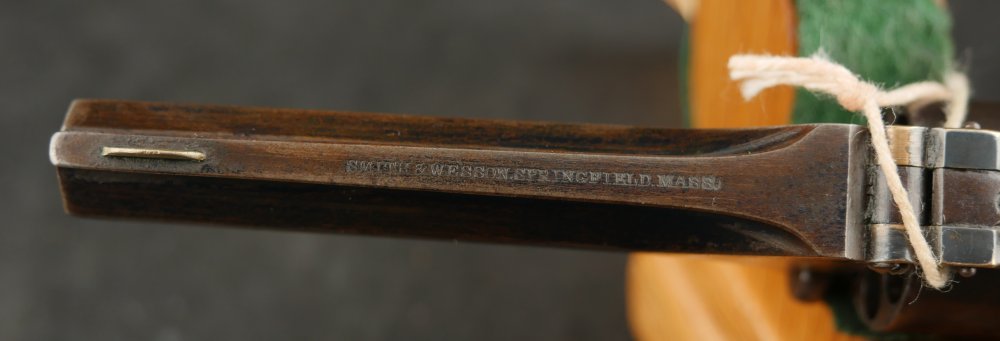 SMITH & WESSON. SPRINGFIELD. MASS.